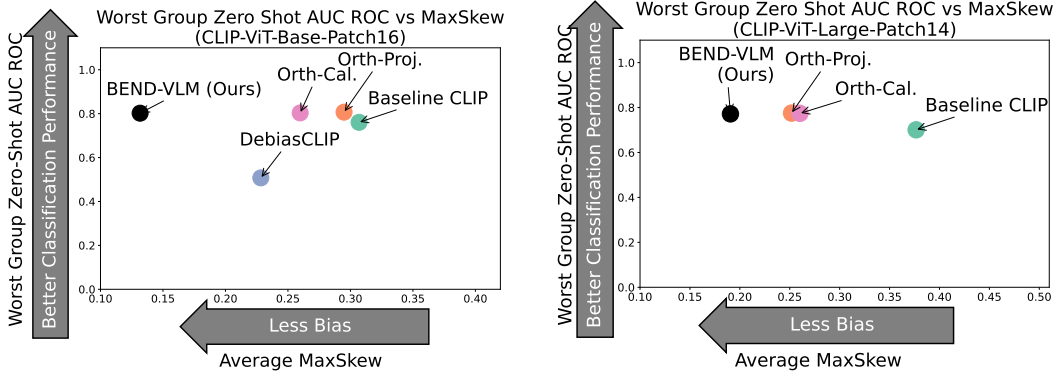 Worst Group Zero Shot AUC ROC vs MaxSkew
(CLIP-ViT-Base-Patch16)
Worst Group Zero-Shot AUC ROC
Better Classification Performance
1.0
0.8
0.6
0.4
0.2
0.0
BEND-VLM (Ours)
Orth-Cal.
Orth-Proj.
Baseline CLIP
DebiasCLIP
0.10
0.20
0.25
0.30
0.35
0.40
Less Bias
Average MaxSkew
Worst Group Zero Shot AUC ROC vs MaxSkew
(CLIP-ViT-Large-Patch14)
Worst Group Zero-Shot AUC ROC
Better Classification Performance
1.0
0.8
0.6
0.4
0.2
0.0
BEND-VLM
(Ours)
Orth-Proj.
Orth-Cal.
Baseline CLIP
0.10
0.15
0.20
0.25
0.30
0.35
0.40
0.45
0.50
Less Bias
Average MaxSkew